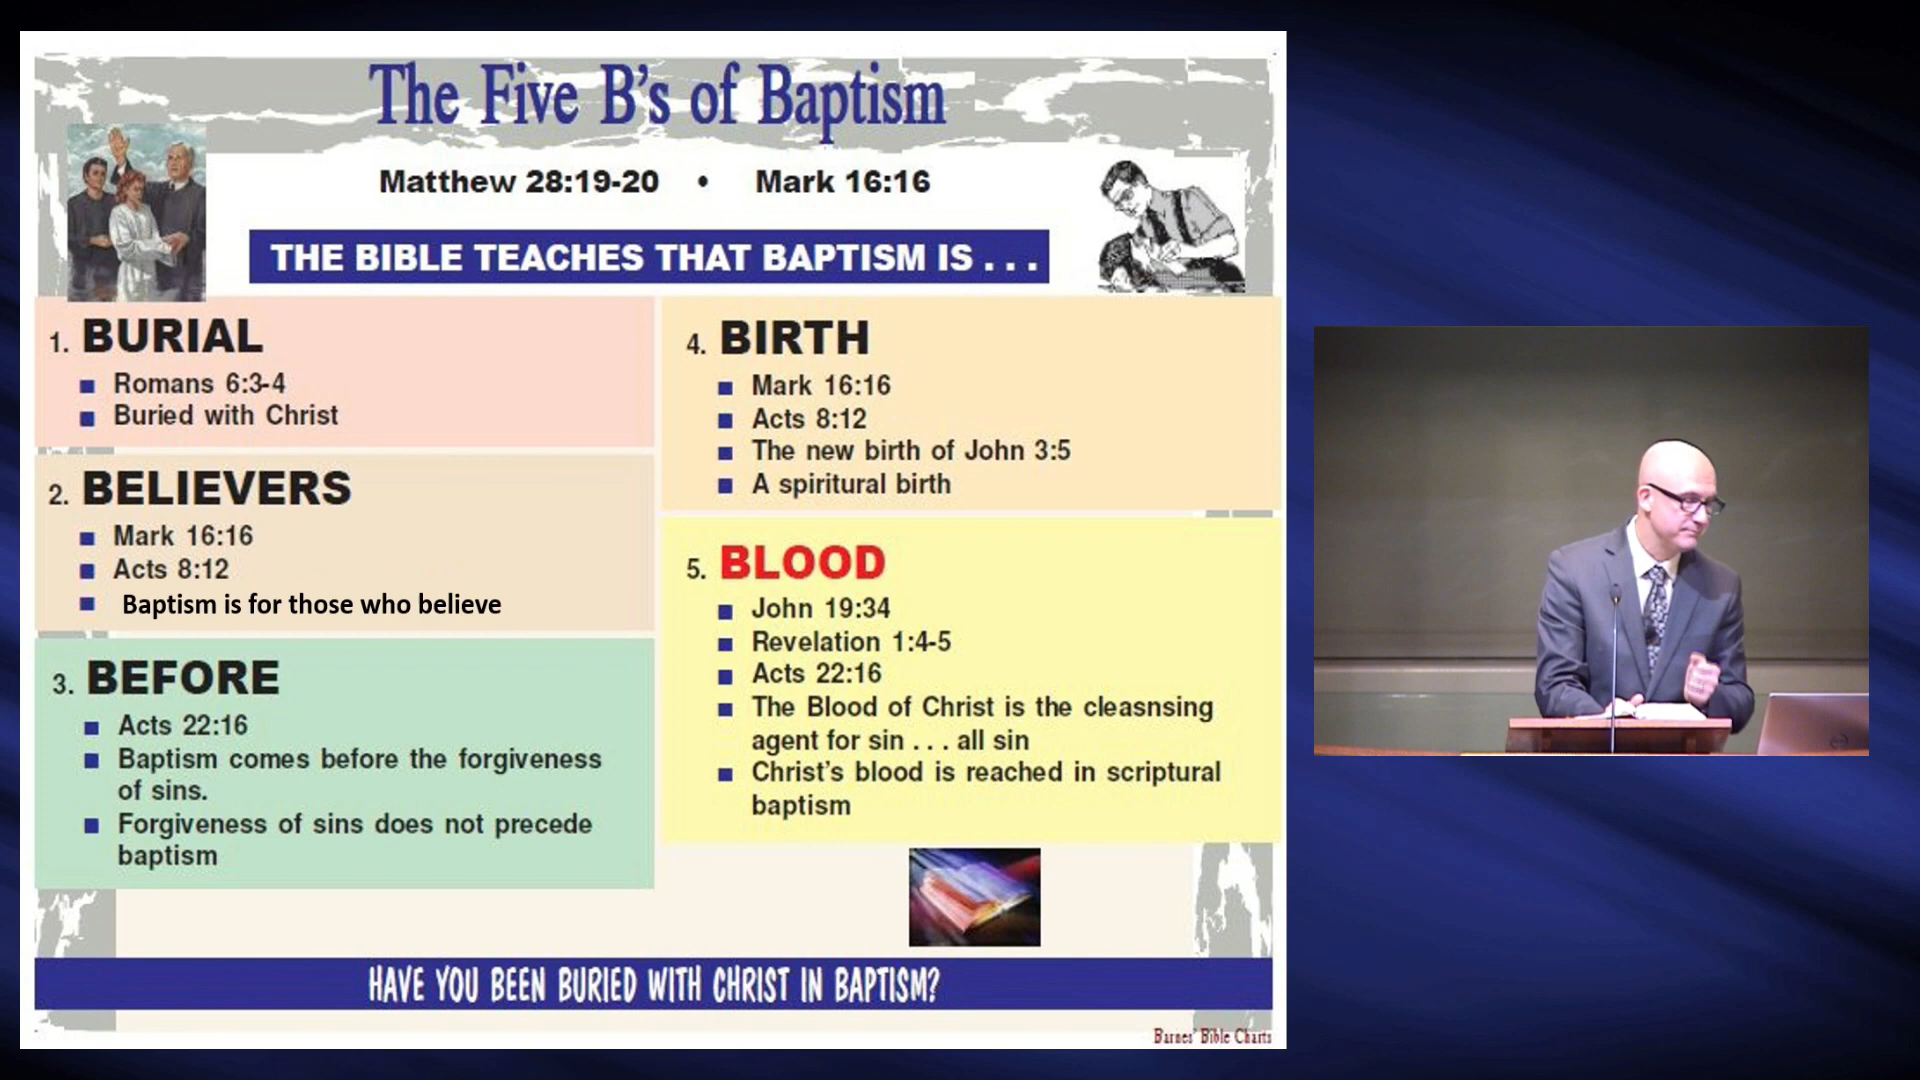 The Five B's of Baptism
Matthew 28:19-20 • Mark 16:16
THE BIBLE TEACHES THAT BAPTISM IS . . .
1. BURIAL
■ Romans 6:3-4
■ Buried with Christ
2. BELIEVERS
■ Mark 16:16
■ Acts 8:12
■ Baptism is for those who believe
3. BEFORE
■ Acts 22:16
■ Baptism comes before the forgiveness
of sins.
■ Forgiveness of sins does not precede
baptism
4. BIRTH
■ Mark 16:16
■ Acts 8:12
■ The new birth of John 3:5
■ A spiritural birth
5. BLOOD
■ John 19:34
■ Revelation 1:4-5
■ Acts 22:16
■ The Blood of Christ is the cleasnsing
agent for sin . . . all sin
■ Christ's blood is reached in scriptural
baptism
HAVE YOU BEEN BURIED WITH CHRIST IN BAPTISM?
Barnes' Bible Charts